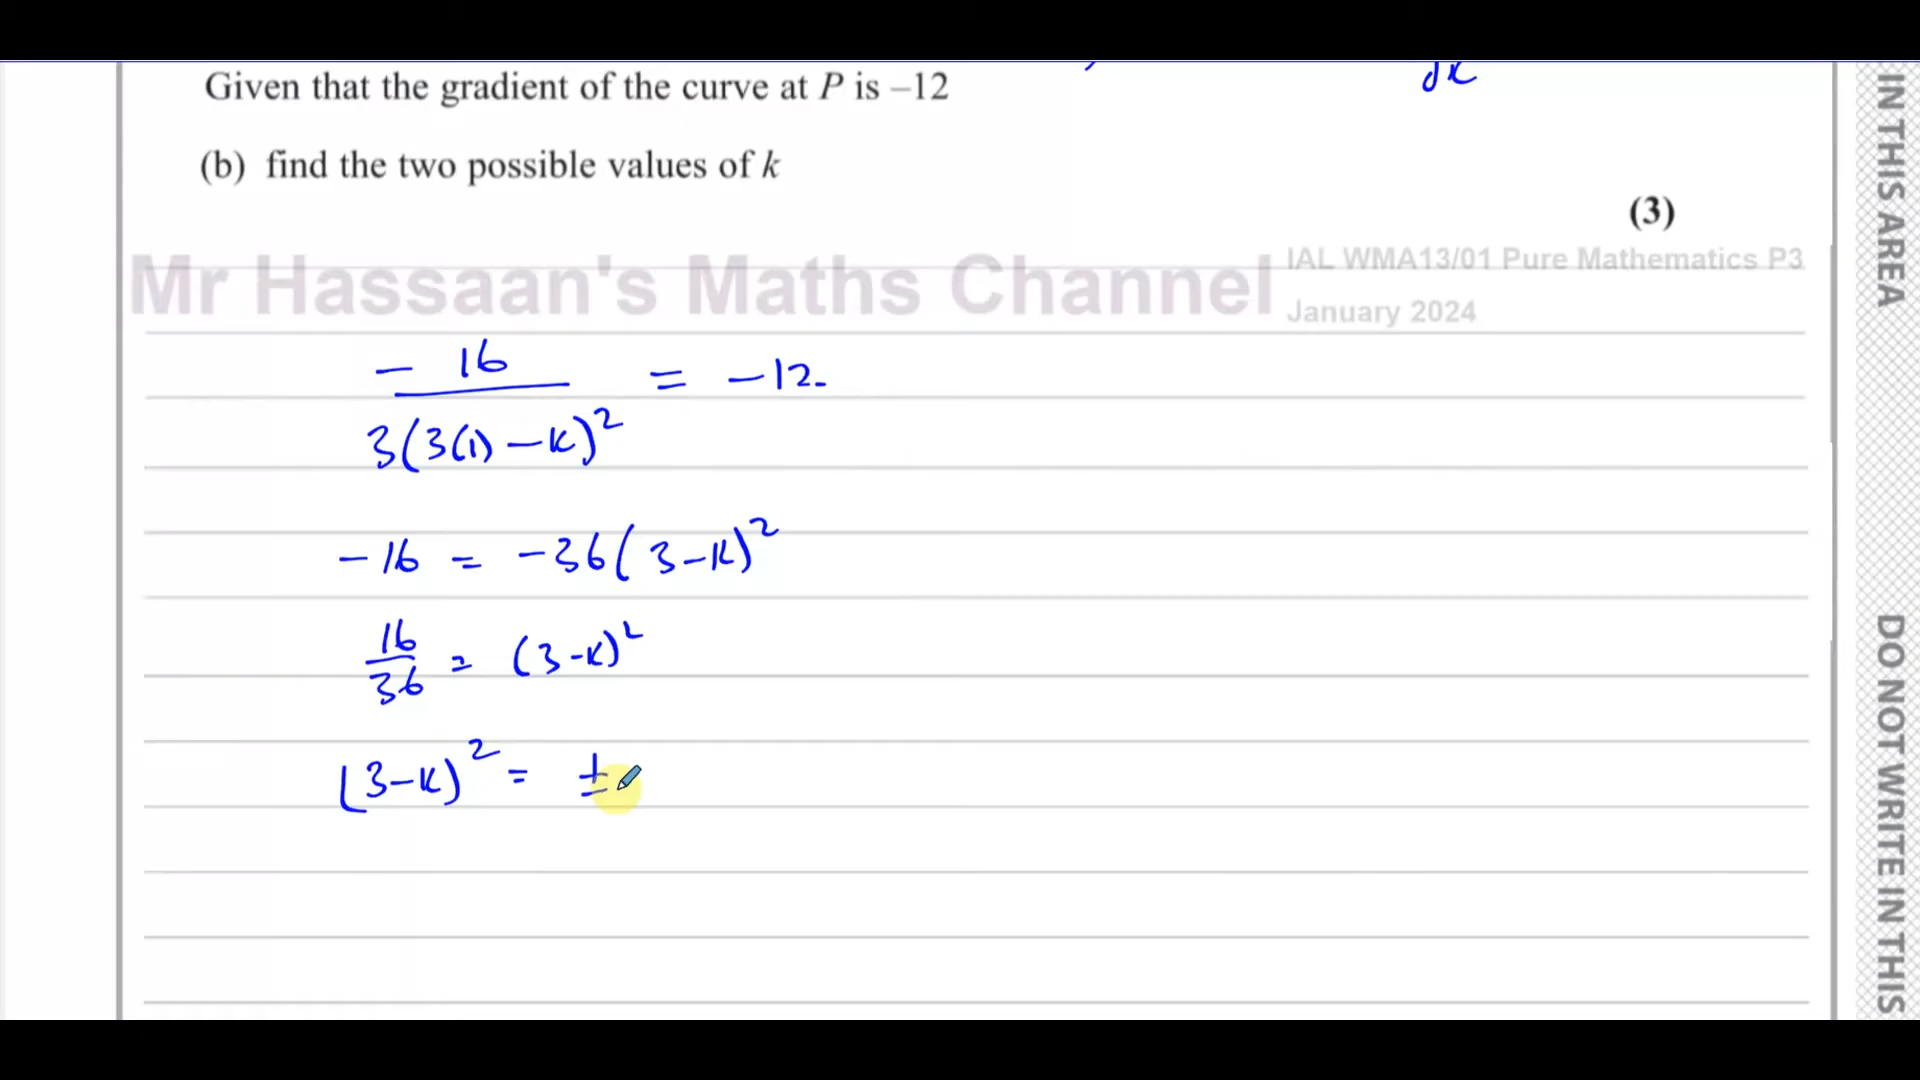 dx
Given that the gradient of the curve at P is –12
(b) find the two possible values of k
(3)
Mr Hassaan's Maths Channel
IAL WMA13/01 Pure Mathematics P3
January 2024
- 16 / 3(3(1) - k)² = -12.
-16 = -36(3-k)²
16/36 = (3-k)²
(3-k)² = ±
IN THIS AREA
DO NOT WRITE IN THIS